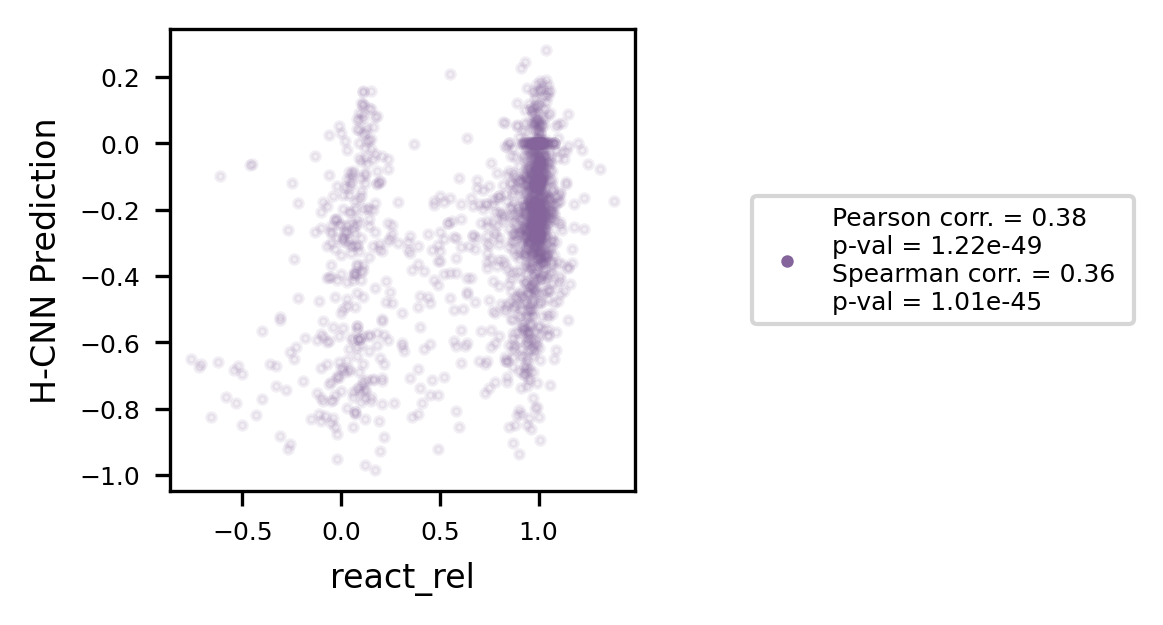 0.2
0.0
−0.2
−0.4
−0.6
−0.8
−1.0
H-CNN Prediction
−0.5
0.0
0.5
1.0
react_rel
Pearson corr. = 0.38
p-val = 1.22e-49
Spearman corr. = 0.36
p-val = 1.01e-45